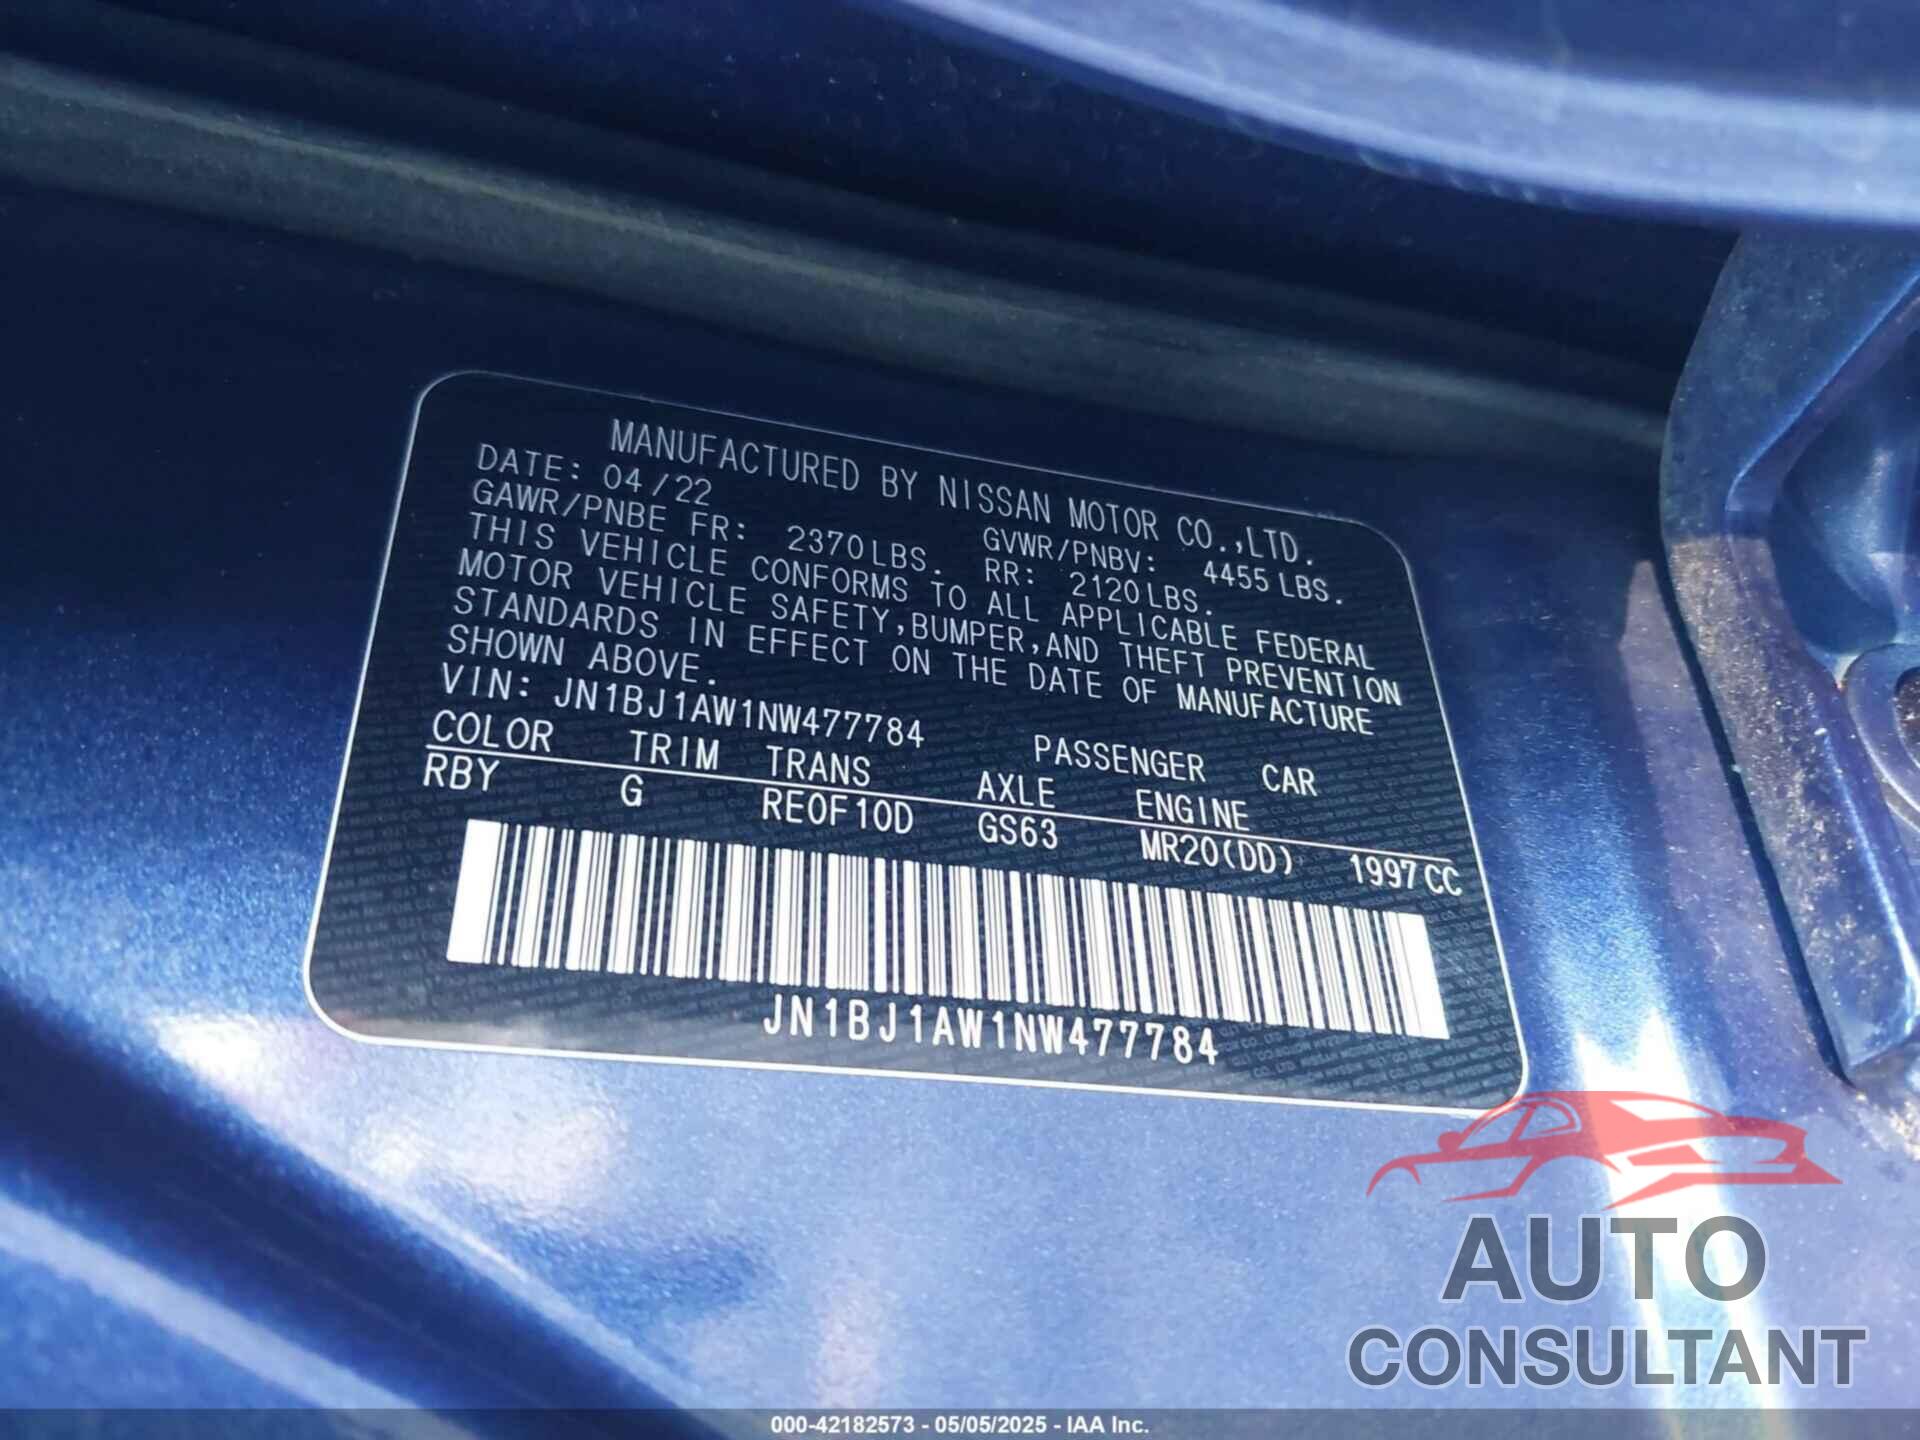 MANUFACTURED BY NISSAN MOTOR CO.,LTD.
DATE: 04/22 GVWR/PNBV: 4455 LBS.
GAWR/PNBE FR: 2370LBS. RR: 2120LBS.
THIS VEHICLE CONFORMS TO ALL APPLICABLE FEDERAL
MOTOR VEHICLE SAFETY,BUMPER,AND THEFT PREVENTION
STANDARDS IN EFFECT ON THE DATE OF MANUFACTURE
SHOWN ABOVE.
VIN: JN1BJ1AW1NW477784 PASSENGER CAR
COLOR TRIM TRANS AXLE ENGINE
RBY G RE0F10D GS63 MR20(DD) 1997CC
JN1BJ1AW1NW477784
AUTO
CONSULTANT
000-42182573 - 05/05/2025 - IAA Inc.